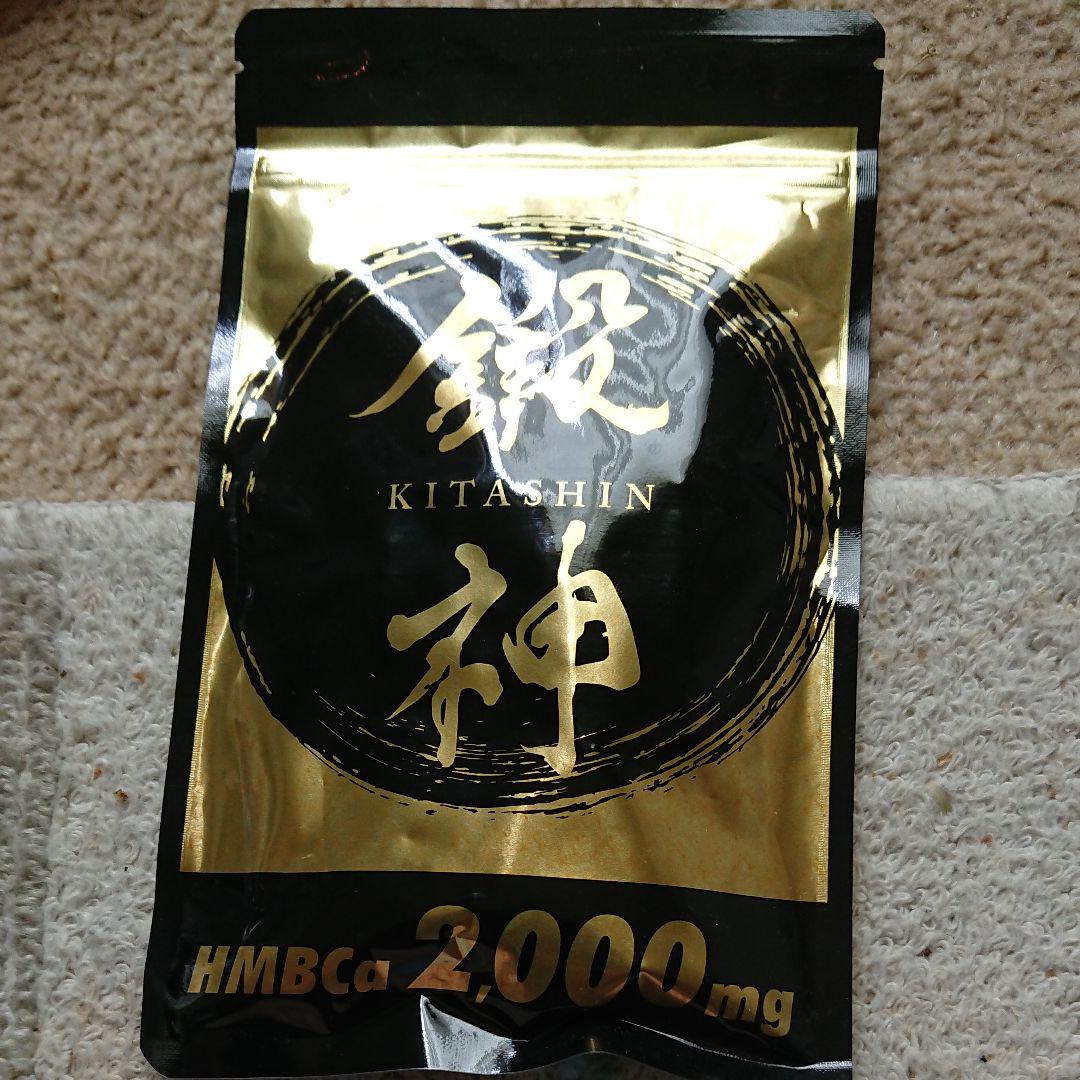 鍛
KITASHIN
神
HMBCa 2,000mg